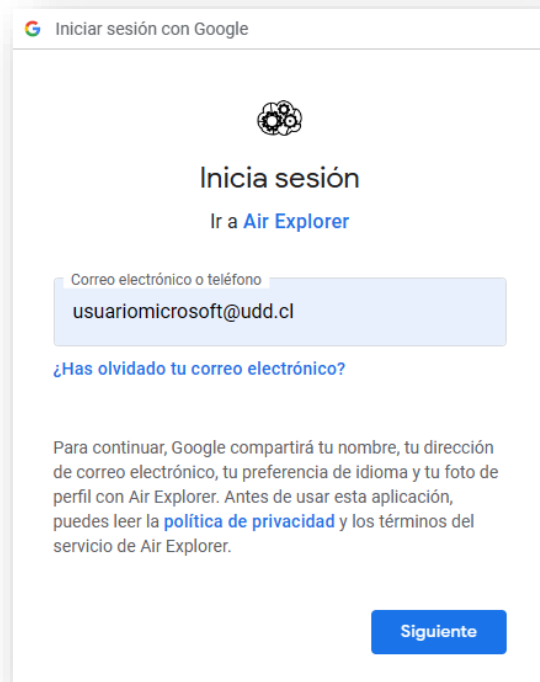 Iniciar sesión con Google
Inicia sesión
Ir a Air Explorer
Correo electrónico o teléfono
usuariomicrosoft@udd.cl
¿Has olvidado tu correo electrónico?
Para continuar, Google compartirá tu nombre, tu dirección
de correo electrónico, tu preferencia de idioma y tu foto de
perfil con Air Explorer. Antes de usar esta aplicación,
puedes leer la política de privacidad y los términos del
servicio de Air Explorer.
Siguiente